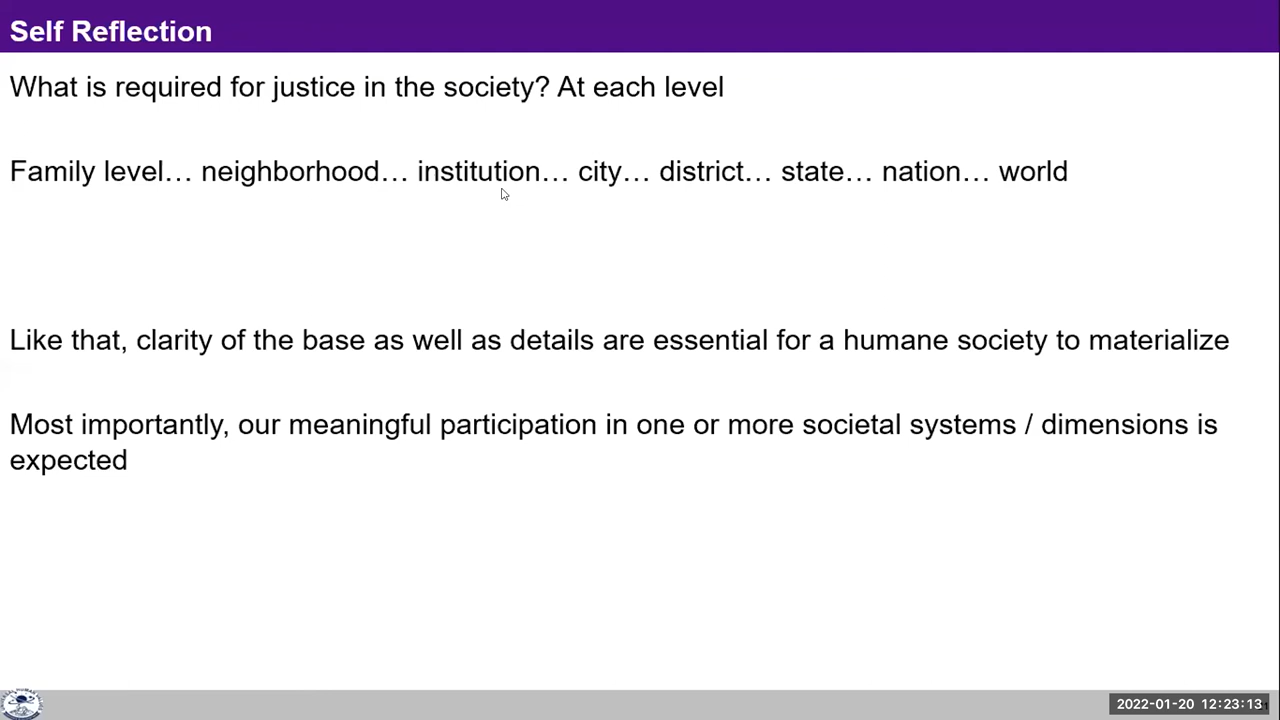 Self Reflection
What is required for justice in the society? At each level
Family level… neighborhood… institution… city… district… state… nation… world
Like that, clarity of the base as well as details are essential for a humane society to materialize
Most importantly, our meaningful participation in one or more societal systems / dimensions is
expected
2022-01-20 12:23:13